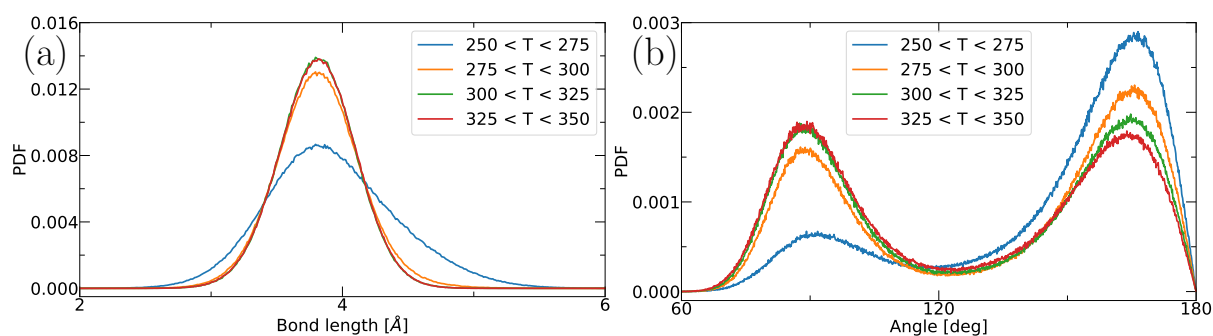 (a)
0.016
0.012
0.008
0.004
0.000
PDF
2
4
6
Bond length [Å]
250 < T < 275
275 < T < 300
300 < T < 325
325 < T < 350
(b)
0.003
0.002
0.001
0.000
PDF
60
120
180
Angle [deg]
250 < T < 275
275 < T < 300
300 < T < 325
325 < T < 350